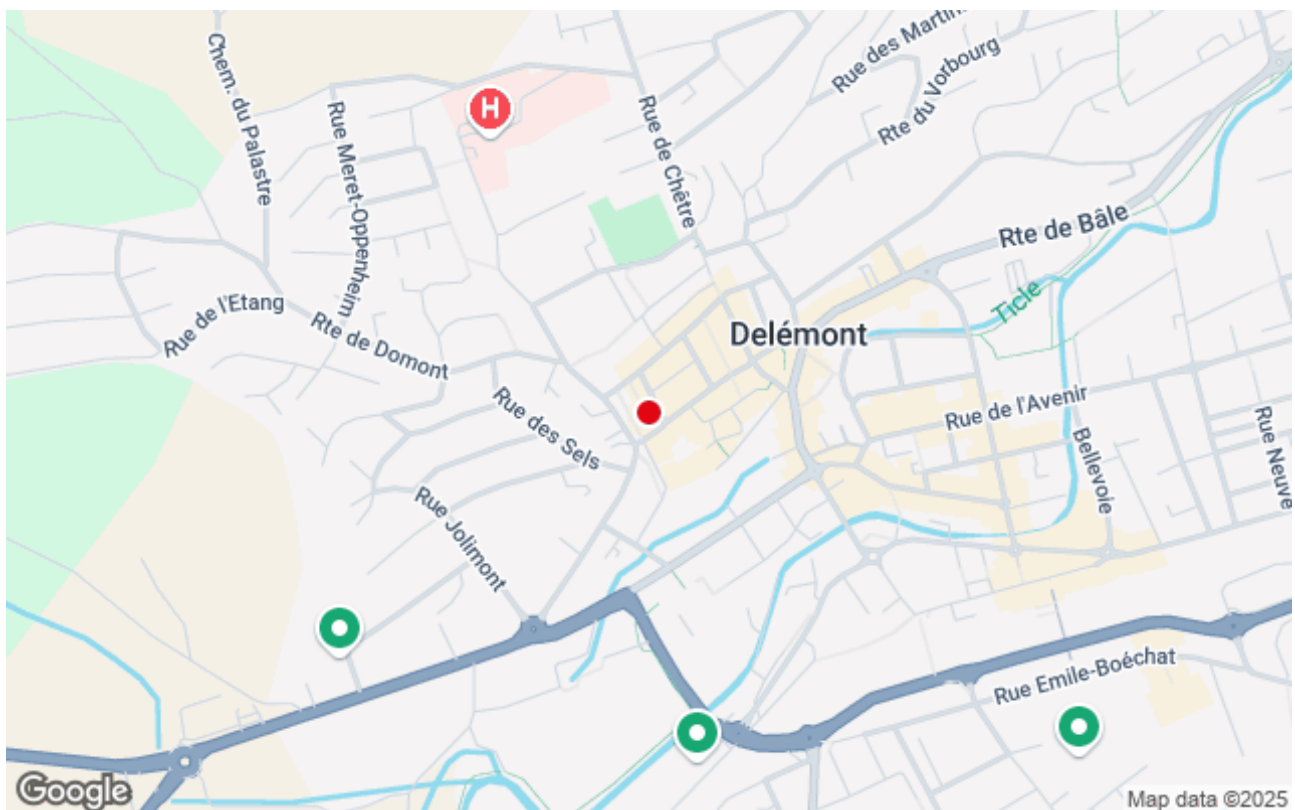 Rue des Martin
Rte du Vorbourg
Chem. du Palastre
H
Rue Meret-Oppenheim
Rue de Chêtre
Rte de Bâle
Rue de l'Etang
Ticle
Rte de Domont
Delémont
Rue de l'Avenir
Rue des Sels
Rue Neuve
Bellevoie
Rue Jolimont
Rue Emile-Boéchat
Google
Map data ©2025